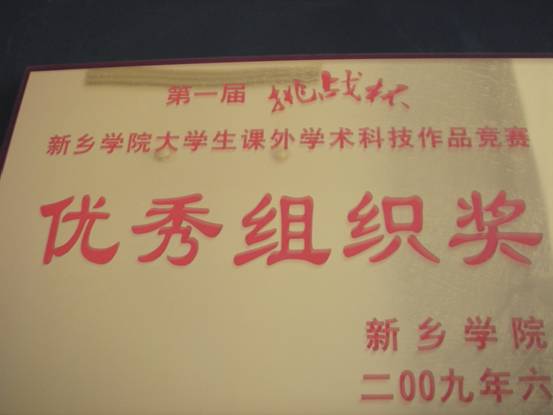 第一届 挑战杯
新乡学院大学生课外学术科技作品竞赛
优秀组织奖
新乡学院
二00九年六